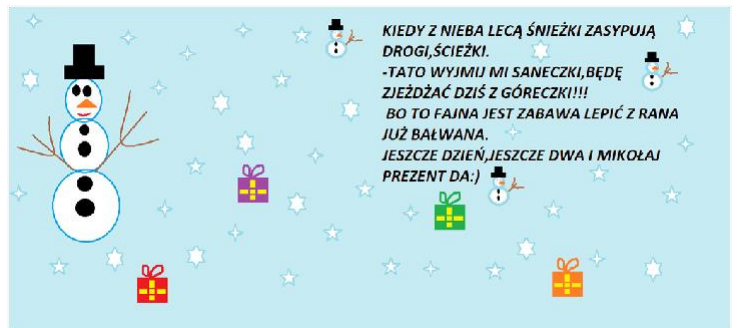 KIEDY Z NIEBA LECĄ ŚNIEŻKI ZASYPUJĄ
DROGI,ŚCIEŻKI.
-TATO WYJMIJ MI SANECZKI,BĘDĘ
ZJEŻDŻAĆ DZIŚ Z GÓRECZKI!!!
BO TO FAJNA JEST ZABAWA LEPIĆ Z RANA
JUŻ BAŁWANA.
JESZCZE DZIEŃ,JESZCZE DWA I MIKOŁAJ
PREZENT DA:)